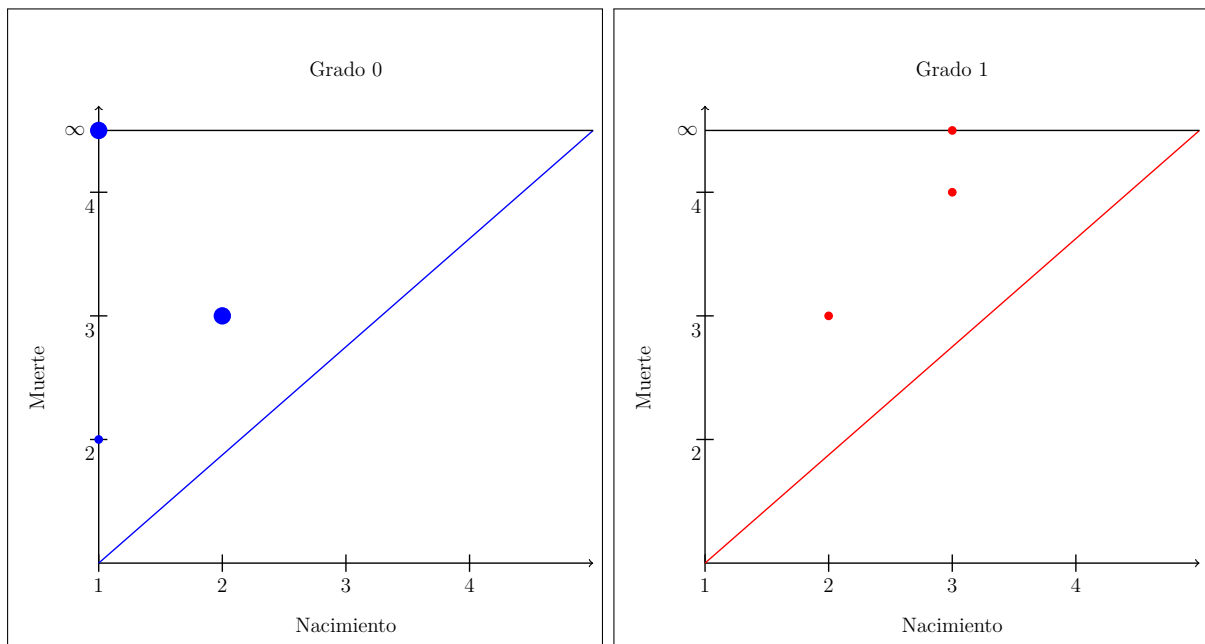 Grado 0
∞
4
3
2
Muerte
1 2 3 4
Nacimiento
Grado 1
∞
4
3
2
Muerte
1 2 3 4
Nacimiento